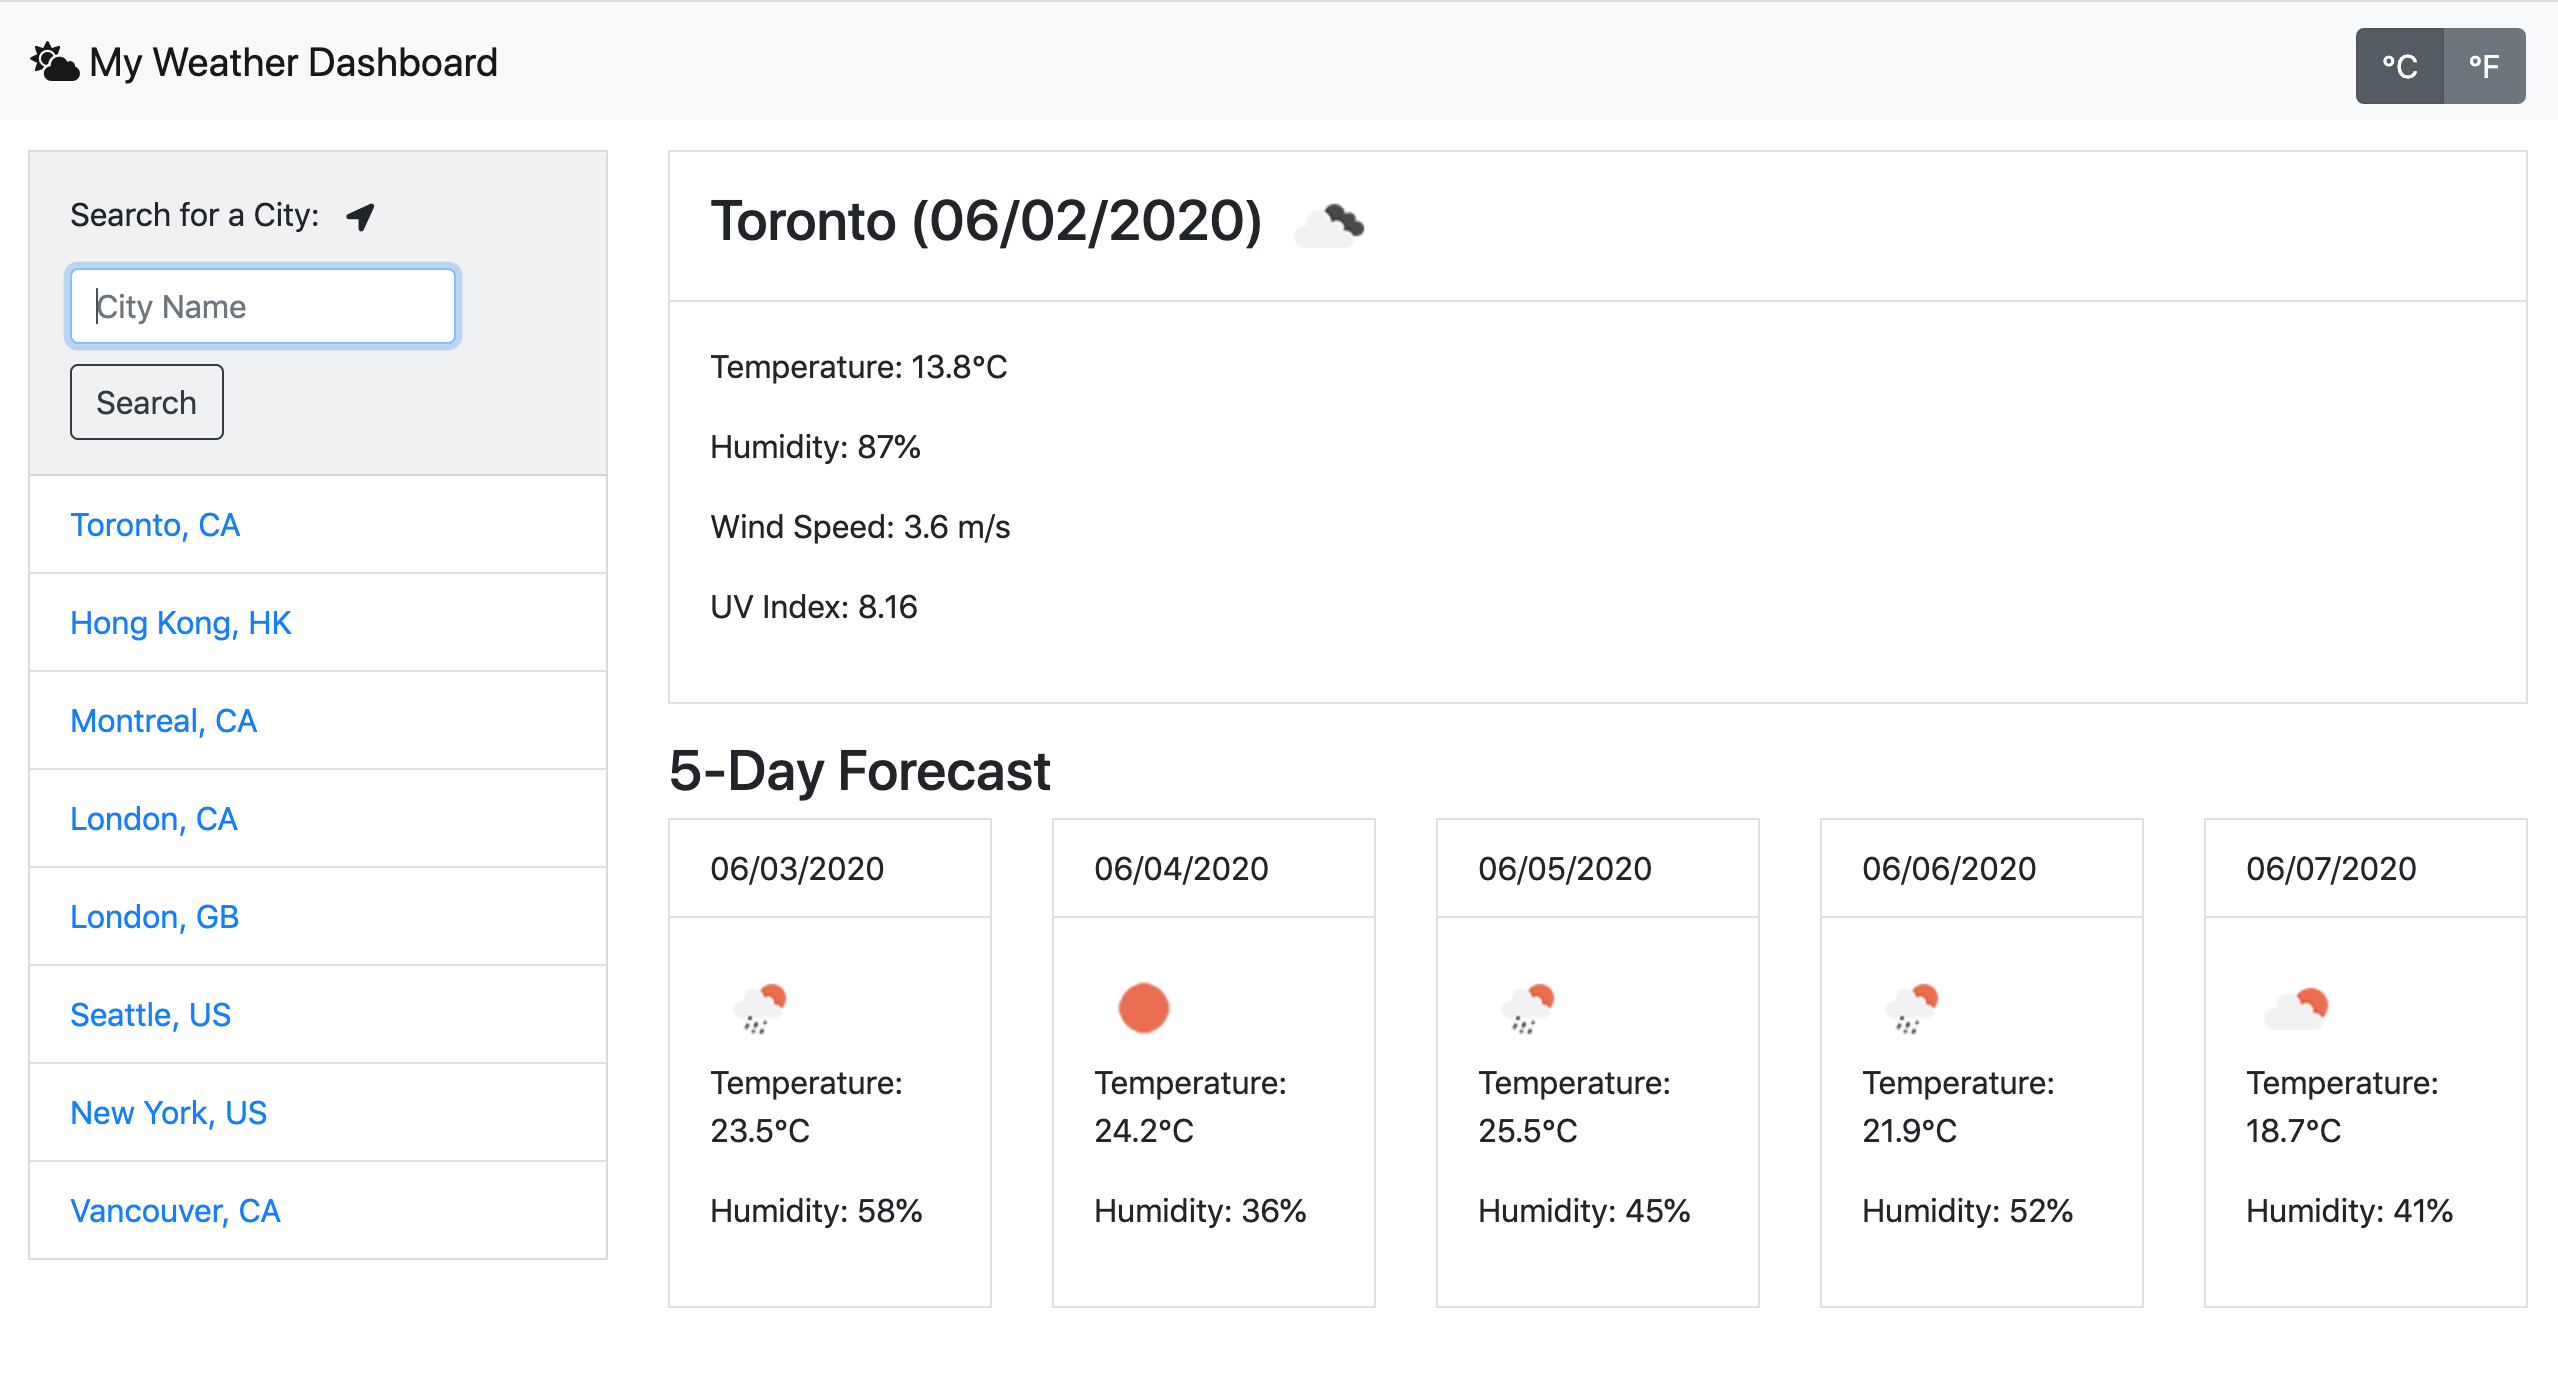 My Weather Dashboard
°C
°F
Search for a City:
City Name
Search
Toronto, CA
Hong Kong, HK
Montreal, CA
London, CA
London, GB
Seattle, US
New York, US
Vancouver, CA
Toronto (06/02/2020)
Temperature: 13.8°C
Humidity: 87%
Wind Speed: 3.6 m/s
UV Index: 8.16
5-Day Forecast
06/03/2020
Temperature:
23.5°C
Humidity: 58%
06/04/2020
Temperature:
24.2°C
Humidity: 36%
06/05/2020
Temperature:
25.5°C
Humidity: 45%
06/06/2020
Temperature:
21.9°C
Humidity: 52%
06/07/2020
Temperature:
18.7°C
Humidity: 41%